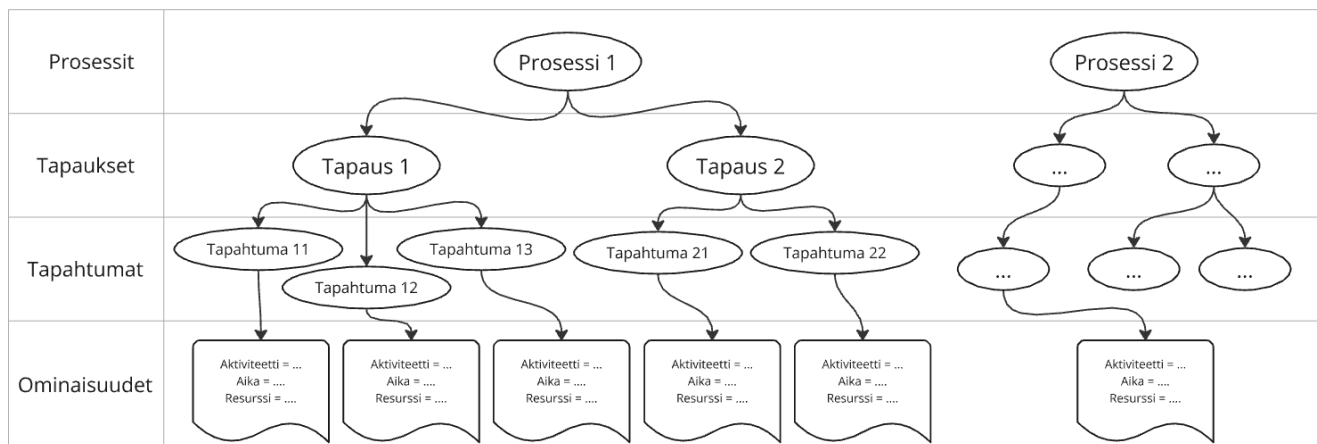 Prosessit
Prosessi 1
Prosessi 2
Tapaukset
Tapaus 1
Tapaus 2
...
...
Tapahtumat
Tapahtuma 11
Tapahtuma 12
Tapahtuma 13
Tapahtuma 21
Tapahtuma 22
...
...
...
Ominaisuudet
Aktiviteetti = ...
Aika = ....
Resurssi = ....
Aktiviteetti = ...
Aika = ....
Resurssi = ....
Aktiviteetti = ...
Aika = ....
Resurssi = ....
Aktiviteetti = ...
Aika = ....
Resurssi = ....
Aktiviteetti = ...
Aika = ....
Resurssi = ....
Aktiviteetti = ...
Aika = ....
Resurssi = ....